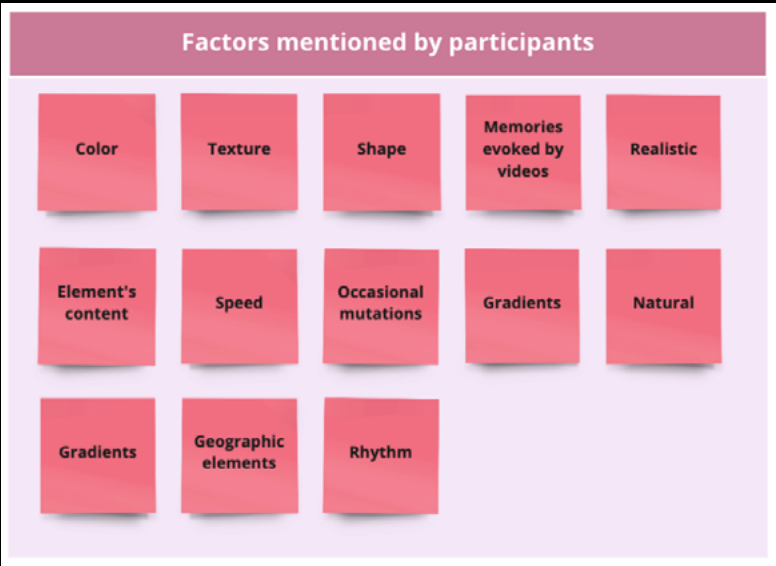 Factors mentioned by participants
Color
Texture
Shape
Memories
evoked by
videos
Realistic
Element's
content
Speed
Occasional
mutations
Gradients
Natural
Gradients
Geographic
elements
Rhythm